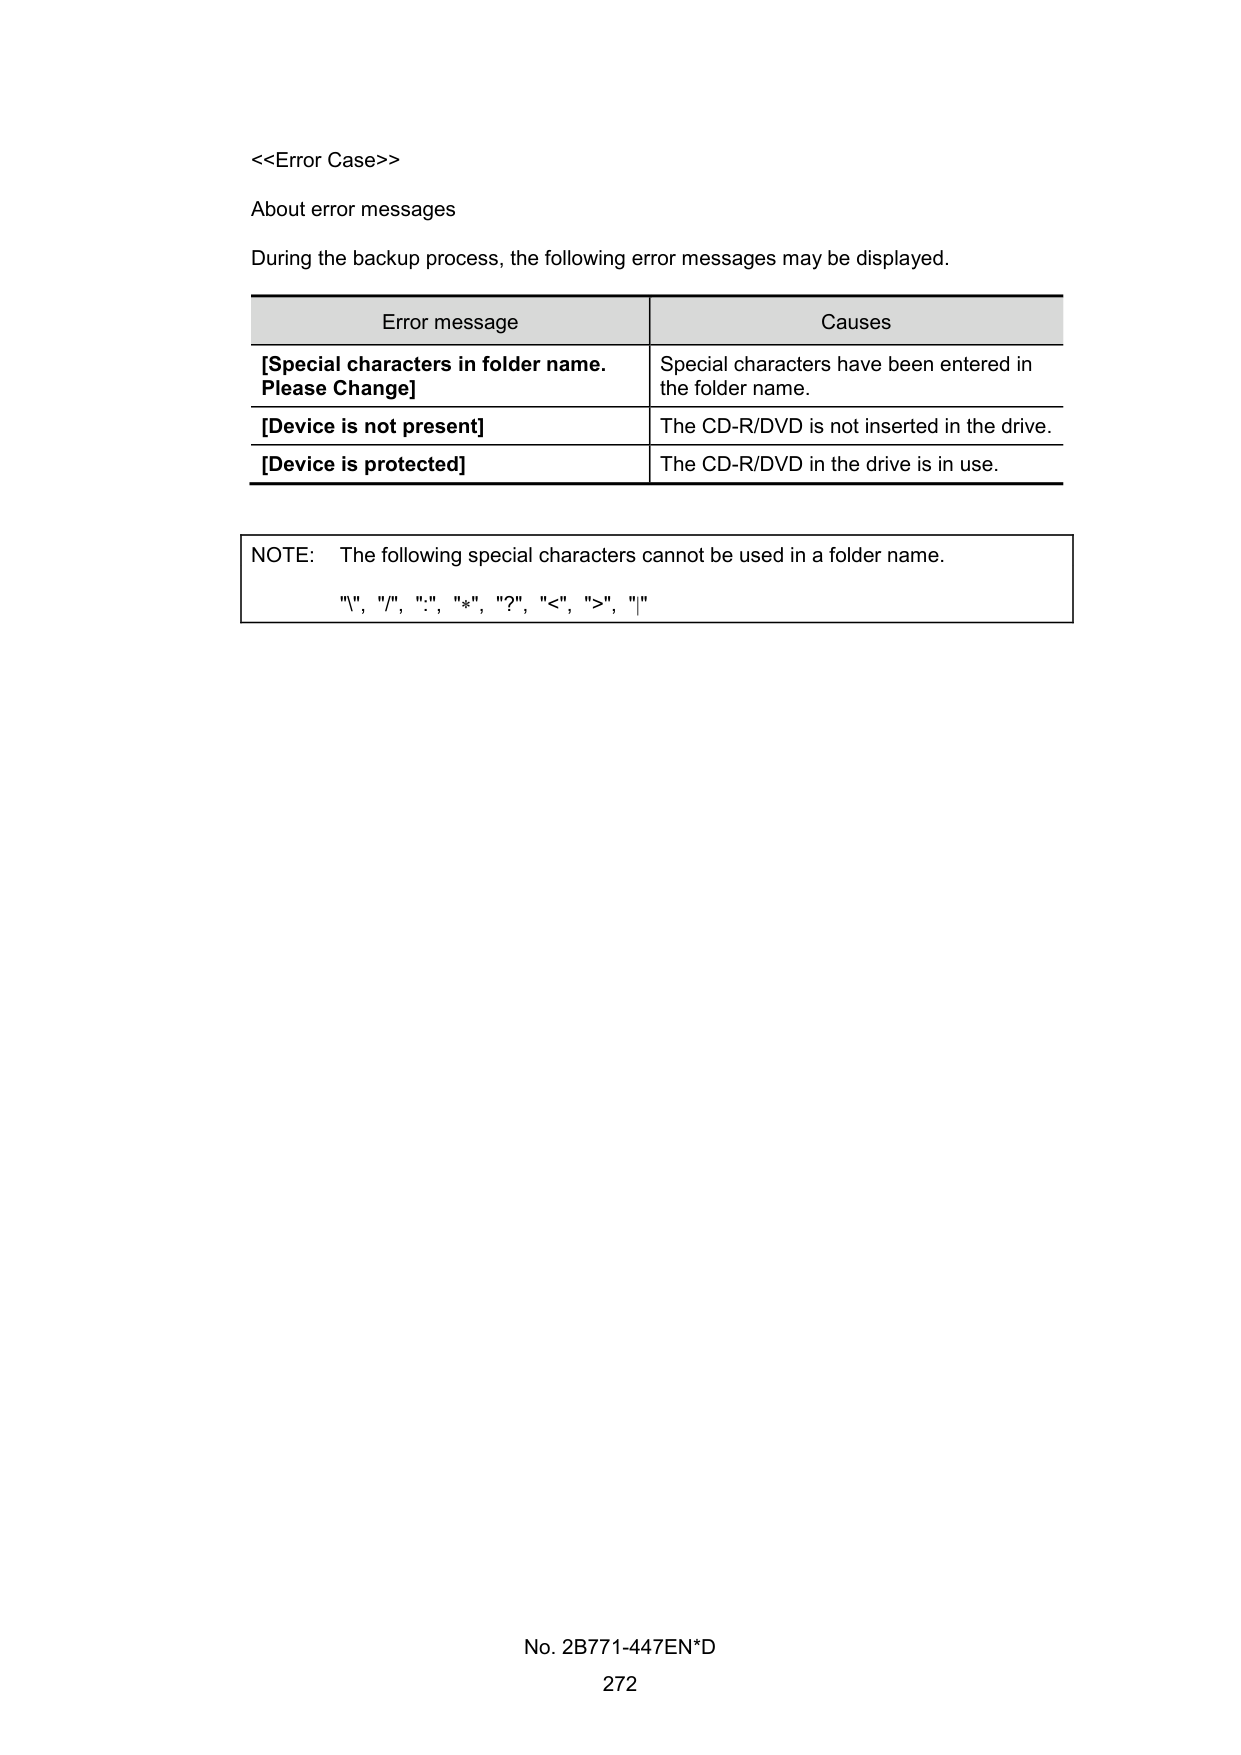 <<Error Case>>
About error messages
During the backup process, the following error messages may be displayed.
Error message Causes
[Special characters in folder name. Please Change] Special characters have been entered in the folder name.
[Device is not present] The CD-R/DVD is not inserted in the drive.
[Device is protected] The CD-R/DVD in the drive is in use.
NOTE: The following special characters cannot be used in a folder name.
"\", "/", ":", "*", "?", "<", ">", "|"
No. 2B771-447EN*D
272